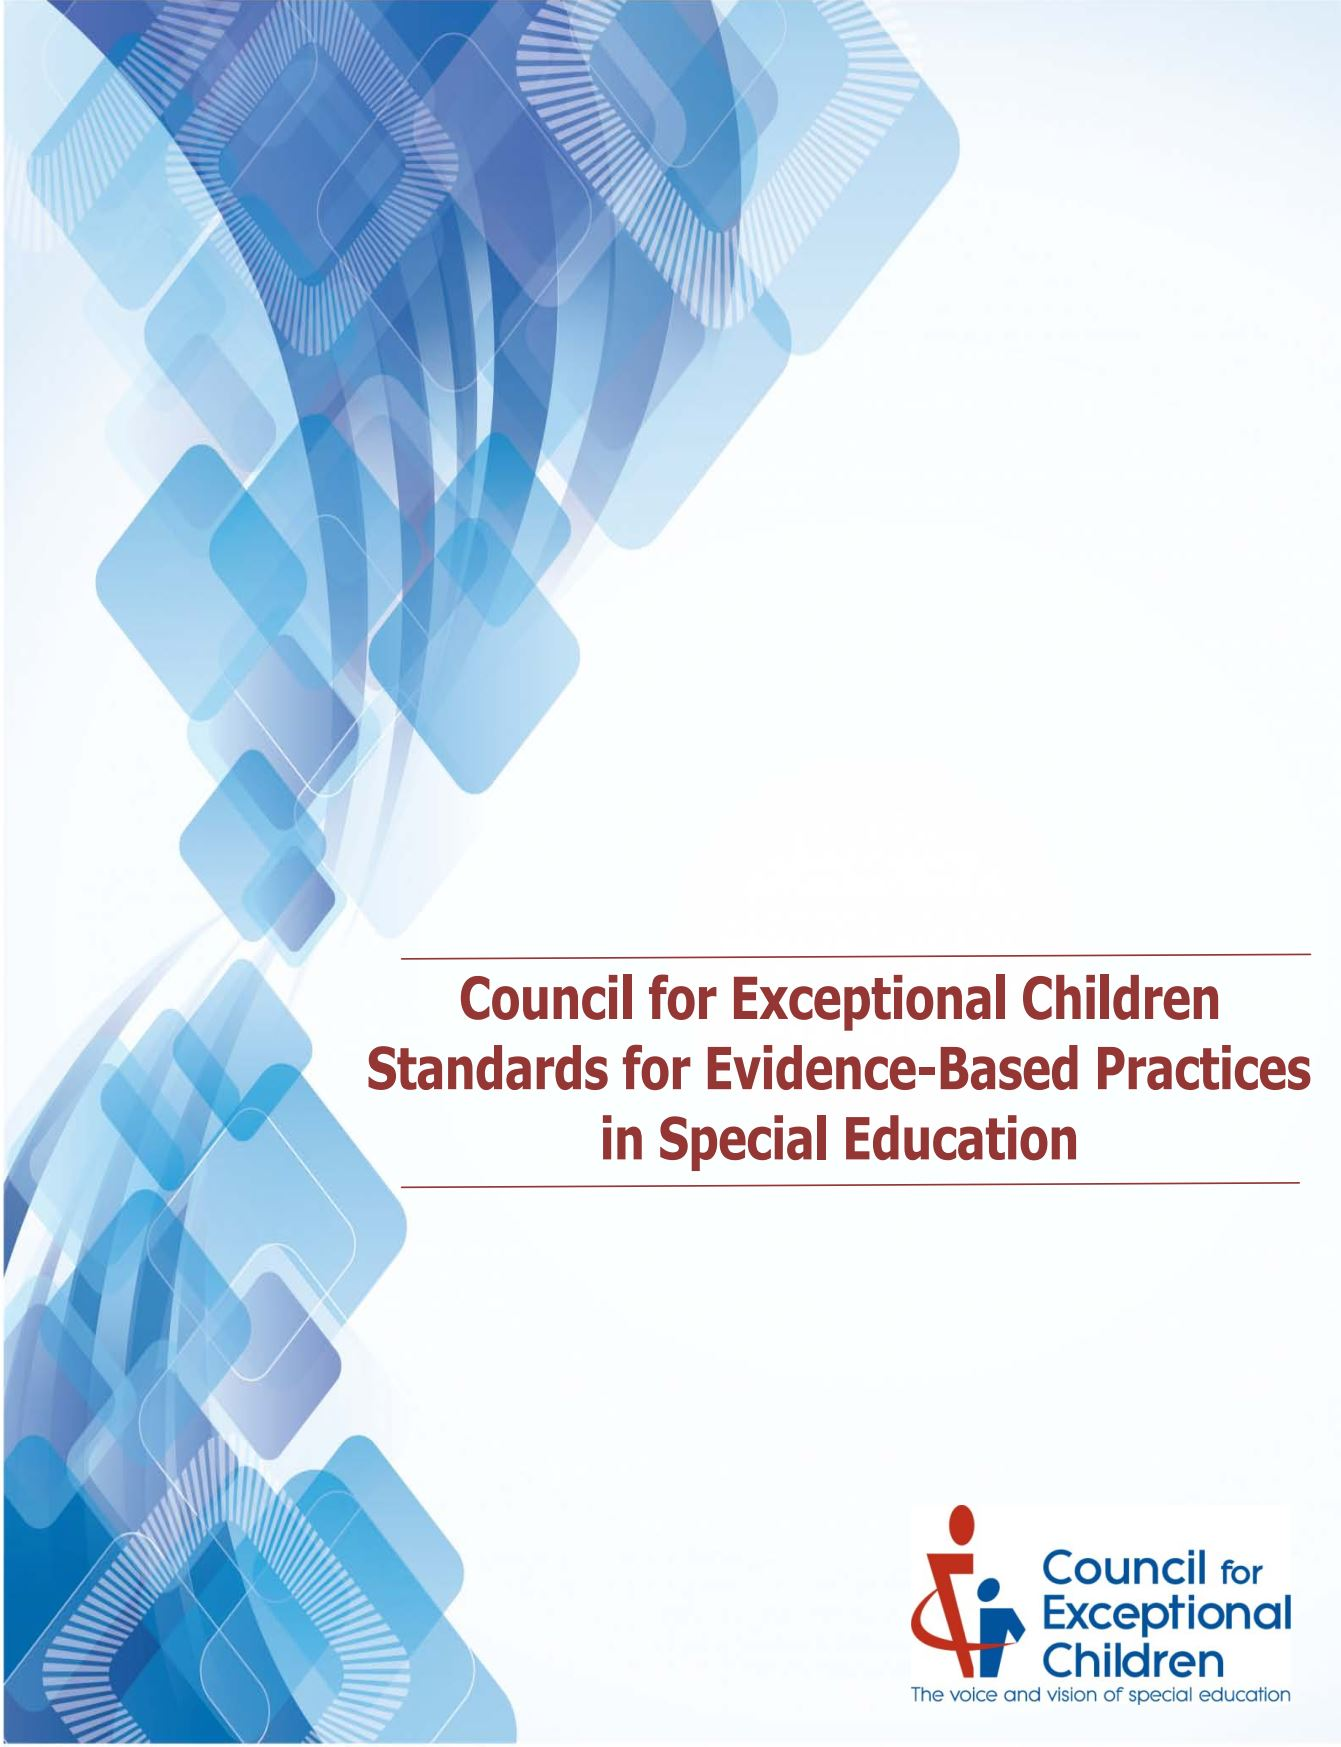 Council for Exceptional Children
Standards for Evidence-Based Practices
in Special Education
Council for
Exceptional
Children
The voice and vision of special education